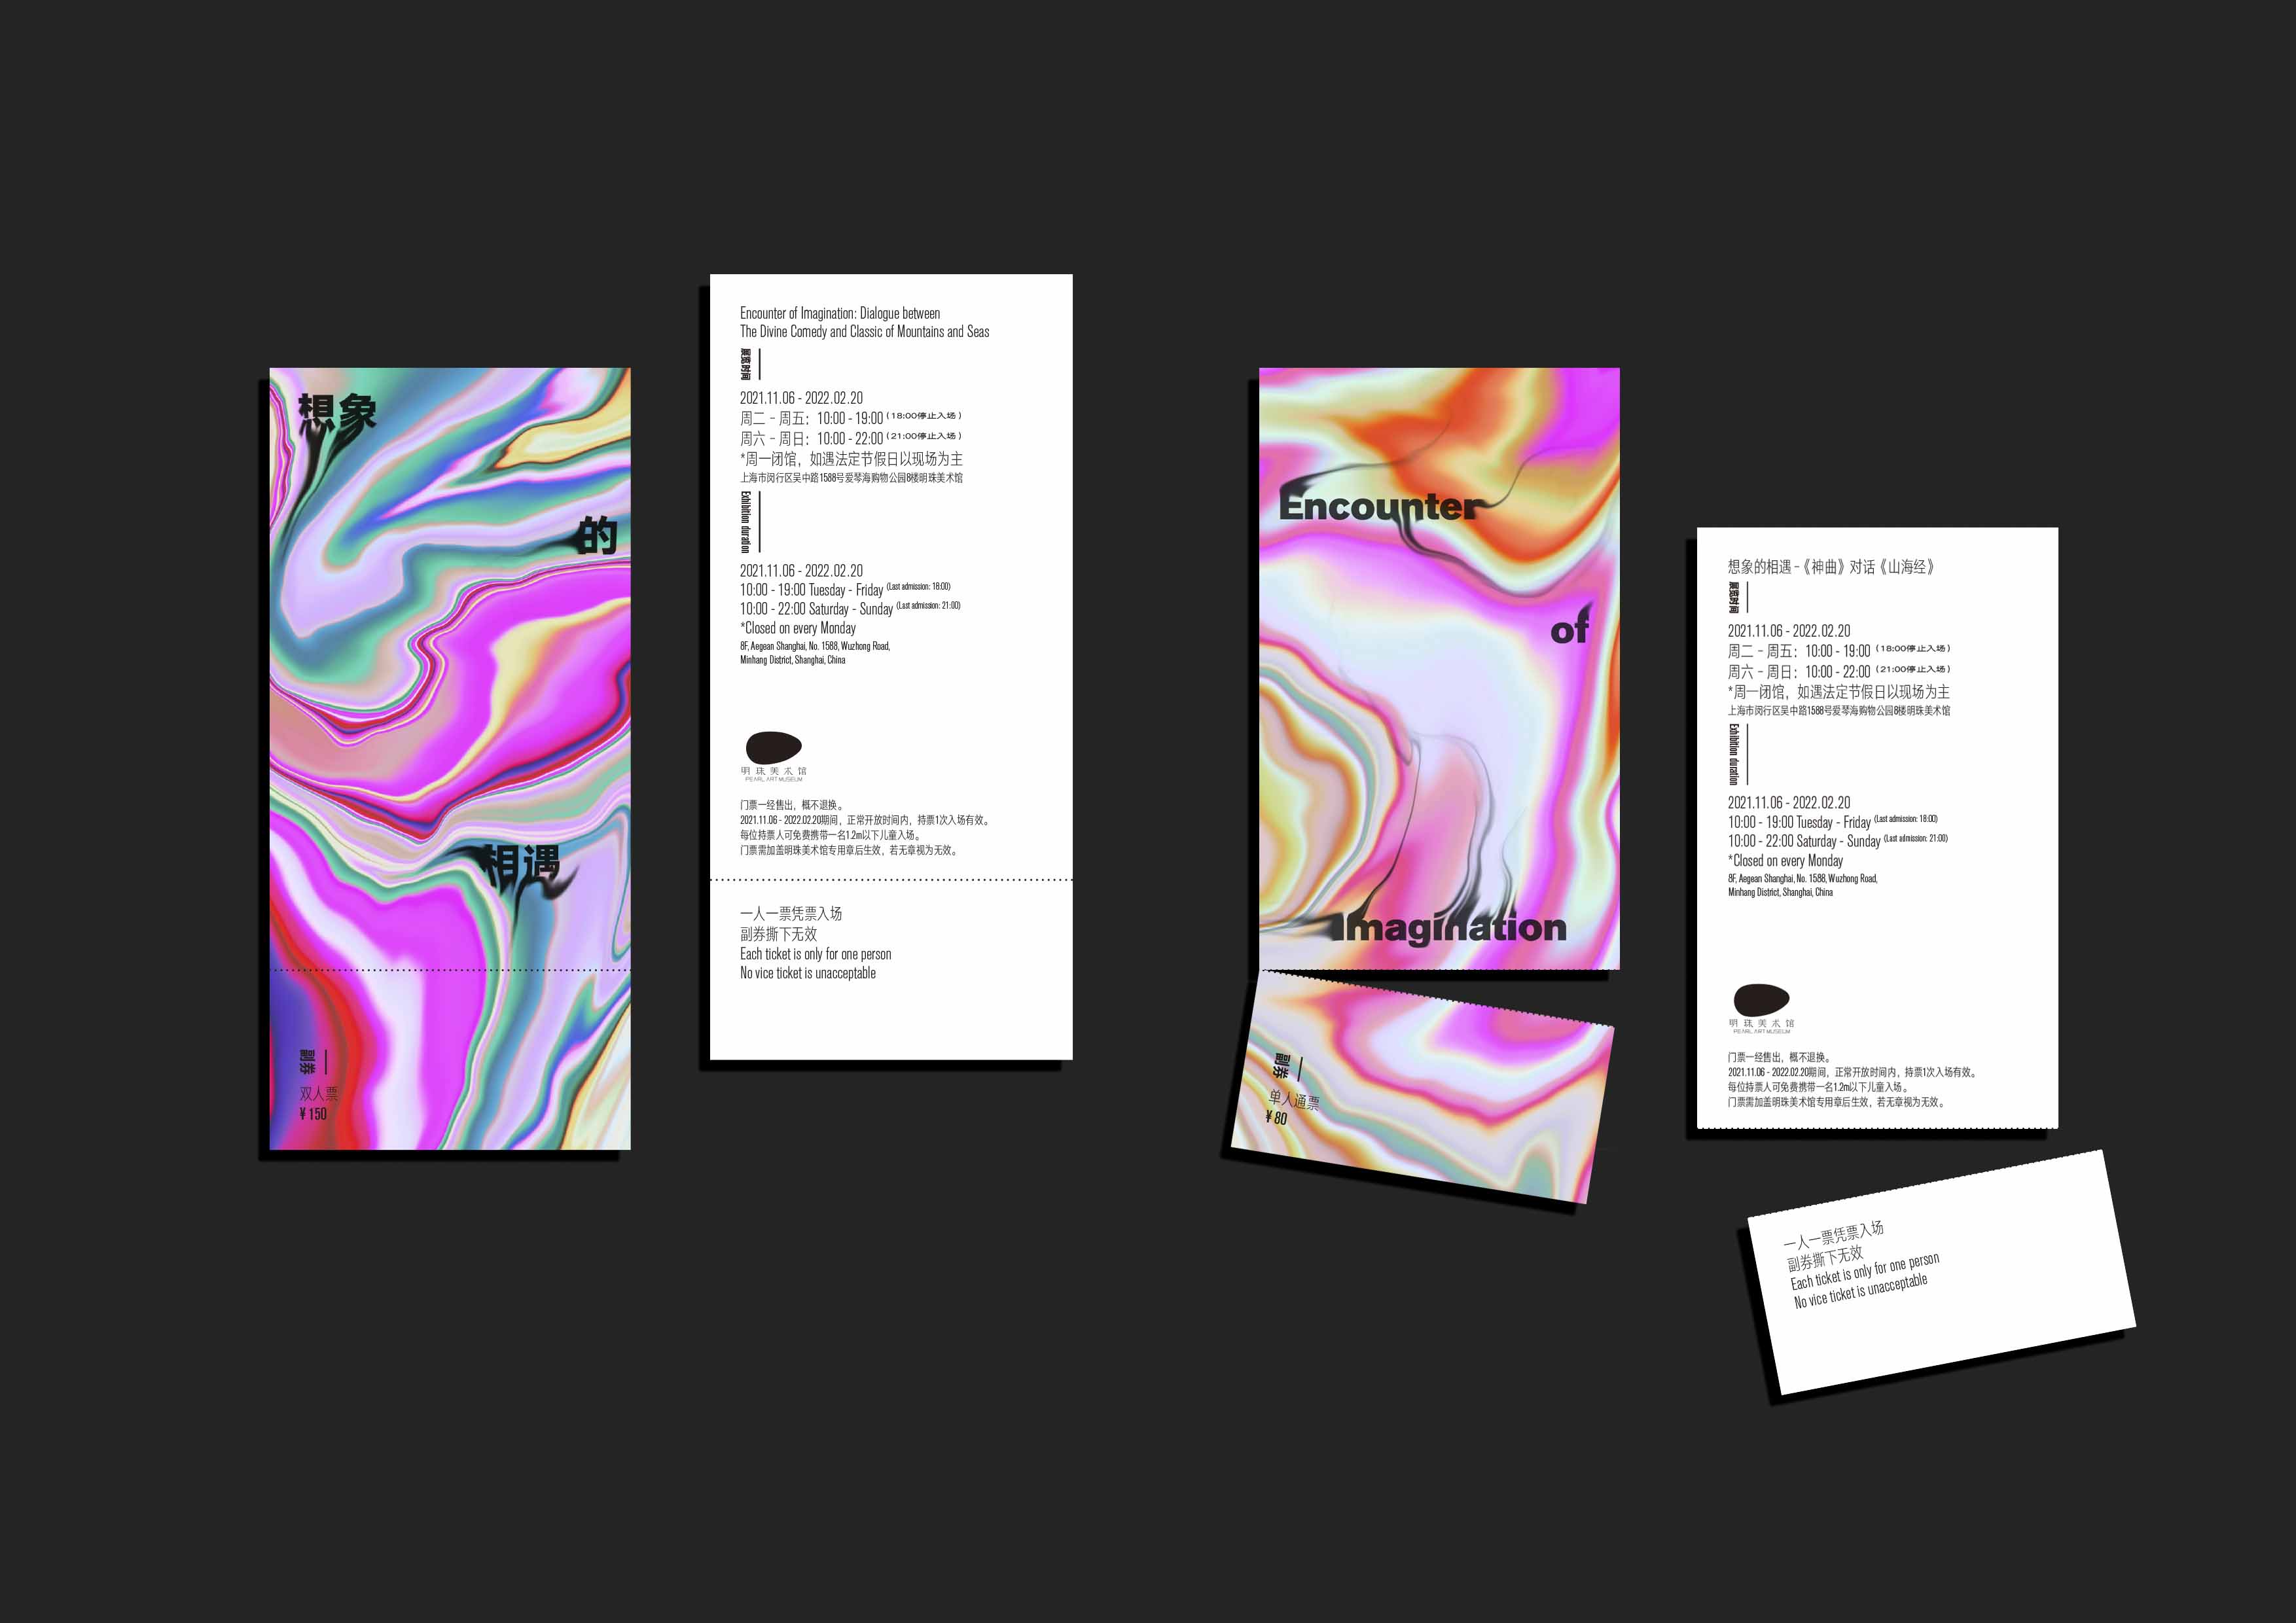 想象
的
相遇
副券
双人票
¥ 150
Encounter of Imagination: Dialogue between
The Divine Comedy and Classic of Mountains and Seas
展览时间
2021.11.06 - 2022.02.20
周二 - 周五：10:00 - 19:00 (18:00停止入场)
周六 - 周日：10:00 - 22:00 (21:00停止入场)
*周一闭馆，如遇法定节假日以现场为主
上海市闵行区吴中路1588号爱琴海购物公园8楼明珠美术馆
Exhibition duration
2021.11.06 - 2022.02.20
10:00 - 19:00 Tuesday - Friday (Last admission: 18:00)
10:00 - 22:00 Saturday - Sunday (Last admission: 21:00)
*Closed on every Monday
8F, Aegean Shanghai, No. 1588, Wuzhong Road,
Minhang District, Shanghai, China
明珠美术馆
PEARL ART MUSEUM
门票一经售出，概不退换。
2021.11.06 - 2022.02.20期间，正常开放时间内，持票1次入场有效。
每位持票人可免费携带一名1.2m以下儿童入场。
门票需加盖明珠美术馆专用章后生效，若无章视为无效。
一人一票凭票入场
副券撕下无效
Each ticket is only for one person
No vice ticket is unacceptable
Encounter
of
Imagination
副券
单人通票
¥ 80
想象的相遇 -《神曲》对话《山海经》
展览时间
2021.11.06 - 2022.02.20
周二 - 周五：10:00 - 19:00 (18:00停止入场)
周六 - 周日：10:00 - 22:00 (21:00停止入场)
*周一闭馆，如遇法定节假日以现场为主
上海市闵行区吴中路1588号爱琴海购物公园8楼明珠美术馆
Exhibition duration
2021.11.06 - 2022.02.20
10:00 - 19:00 Tuesday - Friday (Last admission: 18:00)
10:00 - 22:00 Saturday - Sunday (Last admission: 21:00)
*Closed on every Monday
8F, Aegean Shanghai, No. 1588, Wuzhong Road,
Minhang District, Shanghai, China
明珠美术馆
PEARL ART MUSEUM
门票一经售出，概不退换。
2021.11.06 - 2022.02.20期间，正常开放时间内，持票1次入场有效。
每位持票人可免费携带一名1.2m以下儿童入场。
门票需加盖明珠美术馆专用章后生效，若无章视为无效。
一人一票凭票入场
副券撕下无效
Each ticket is only for one person
No vice ticket is unacceptable